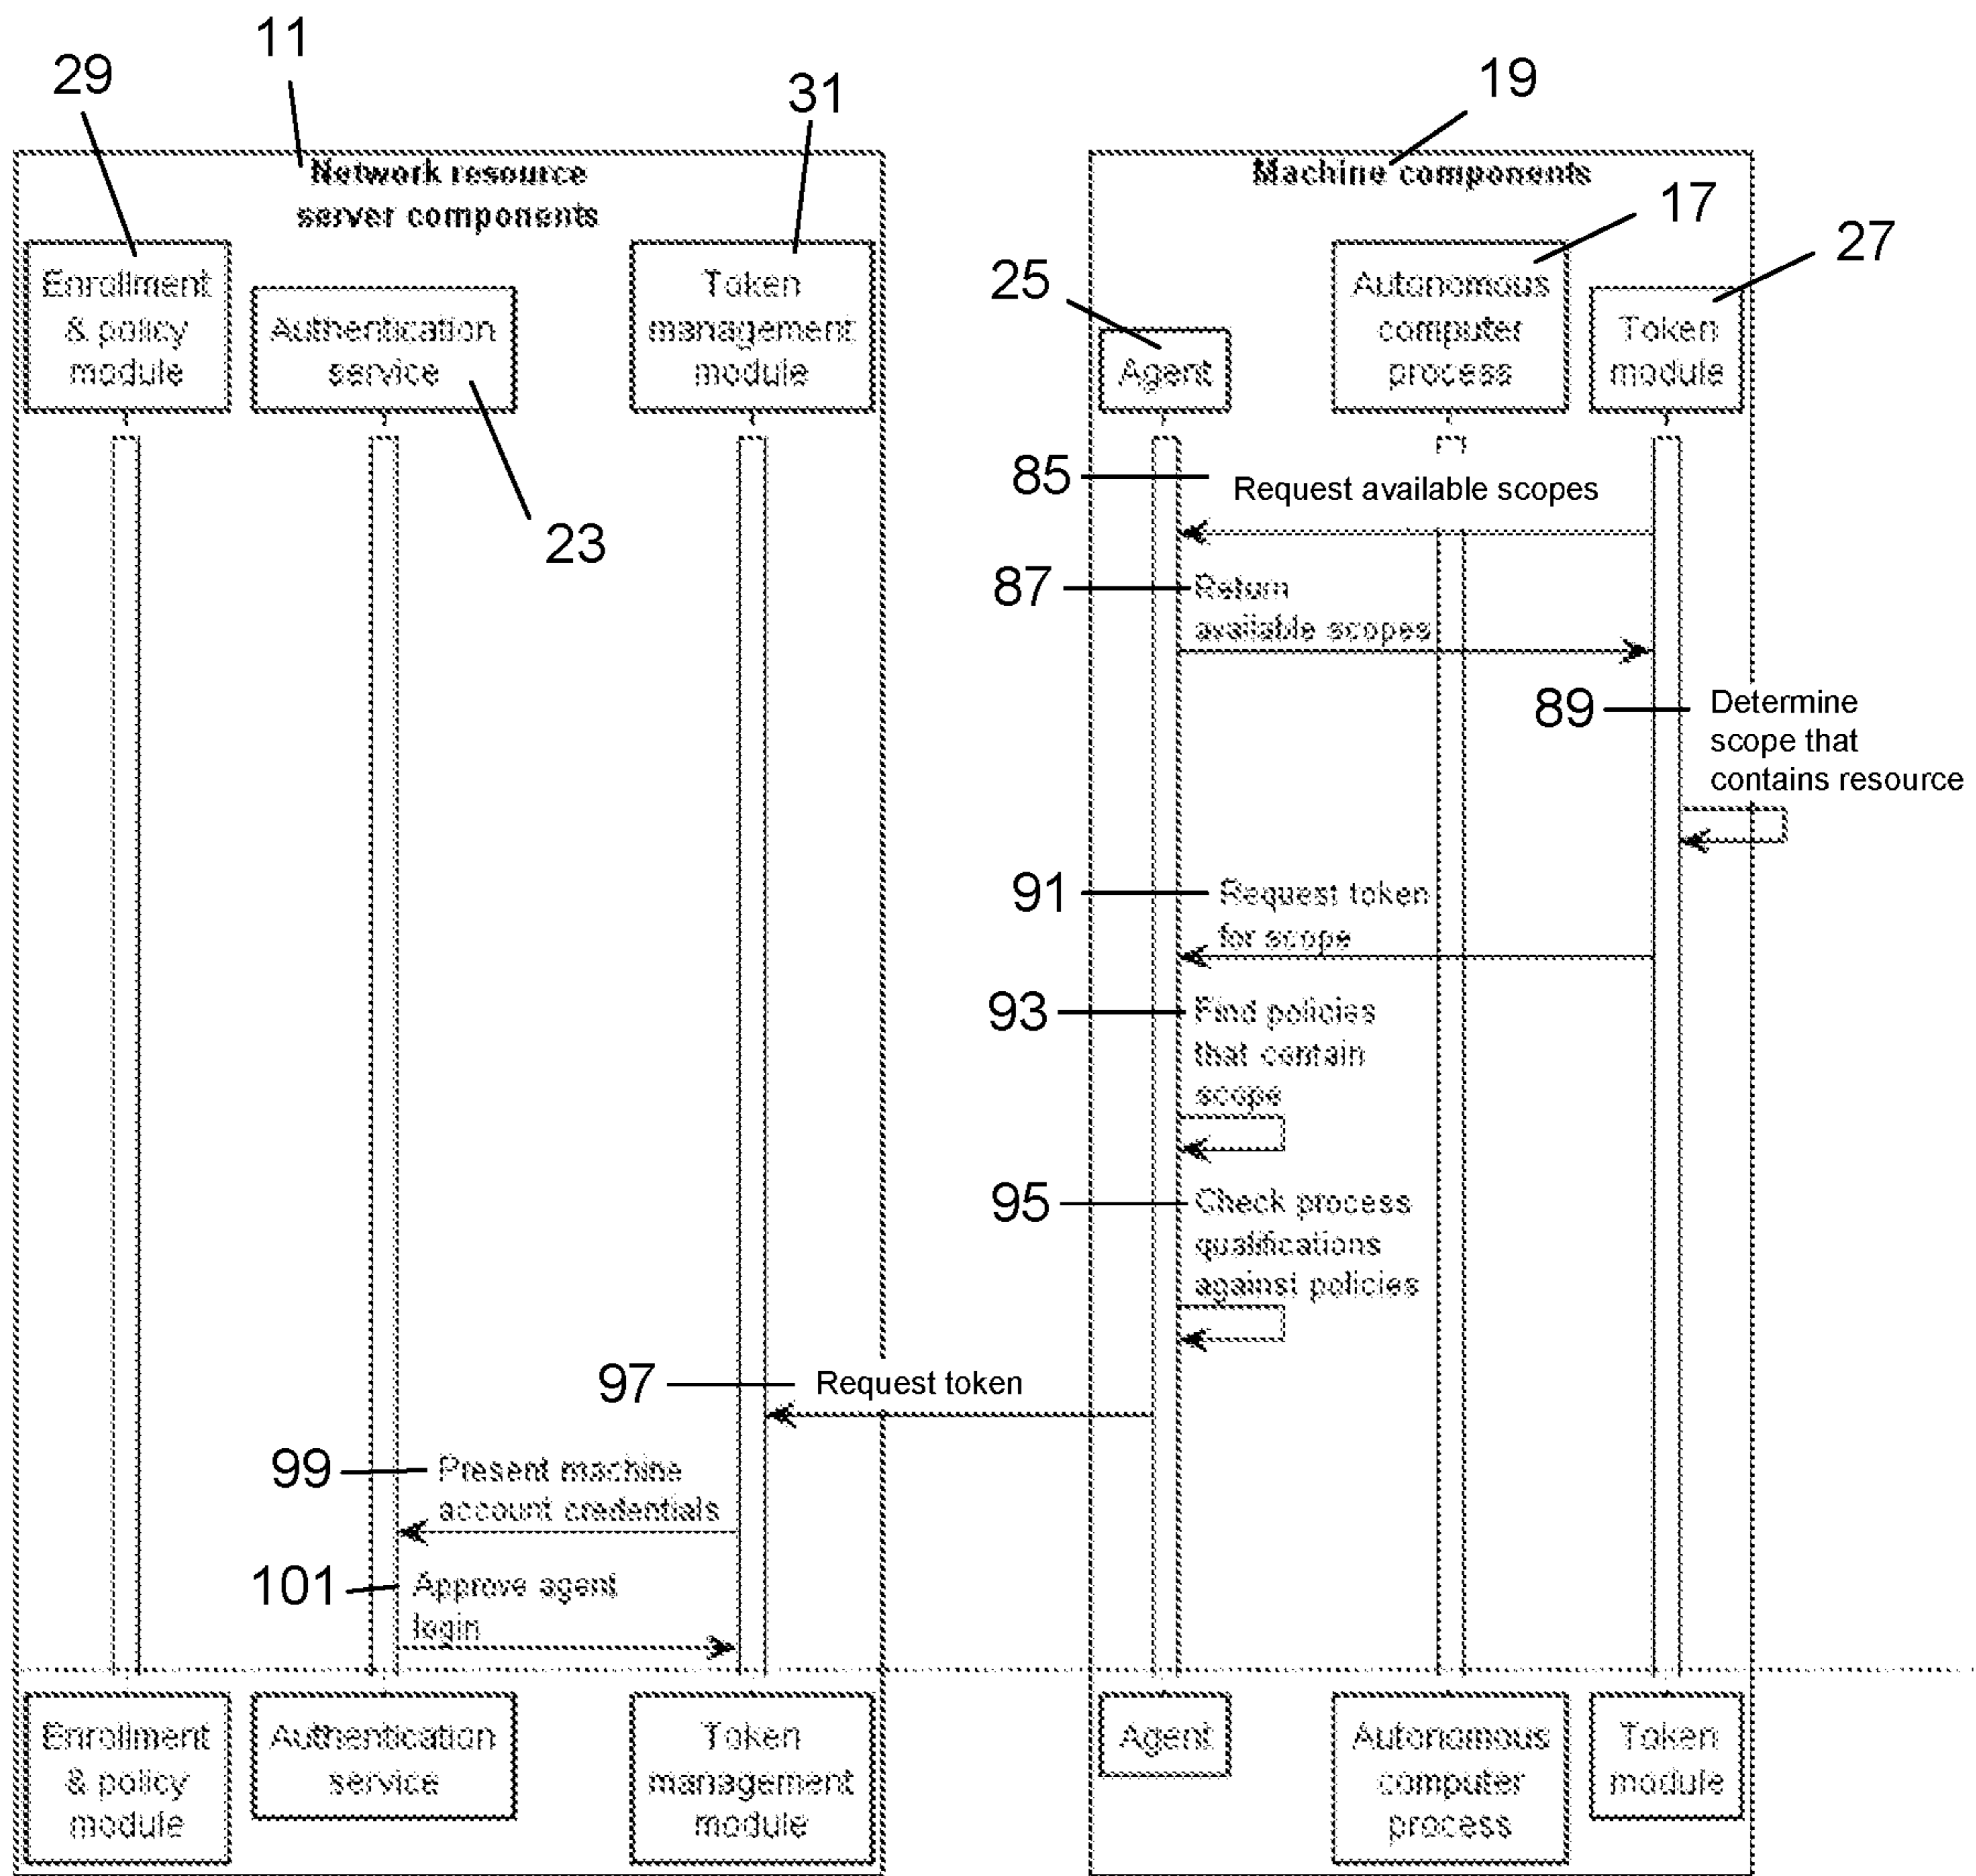 11
29
31
19
Network resource
server components
Machine components
17
27
25
Enrollment
& policy
module
Authentication
service
Token
management
module
Agent
Autonomous
computer
process
Token
module
23
85
Request available scopes
87
Return
available scopes
89
Determine
scope that
contains resource
91
Request token
for scope
93
Find policies
that contain
scope
95
Check process
qualifications
against policies
97
Request token
99
Present machine
account credentials
101
Approve agent
login
Enrollment
& policy
module
Authentication
service
Token
management
module
Agent
Autonomous
computer
process
Token
module